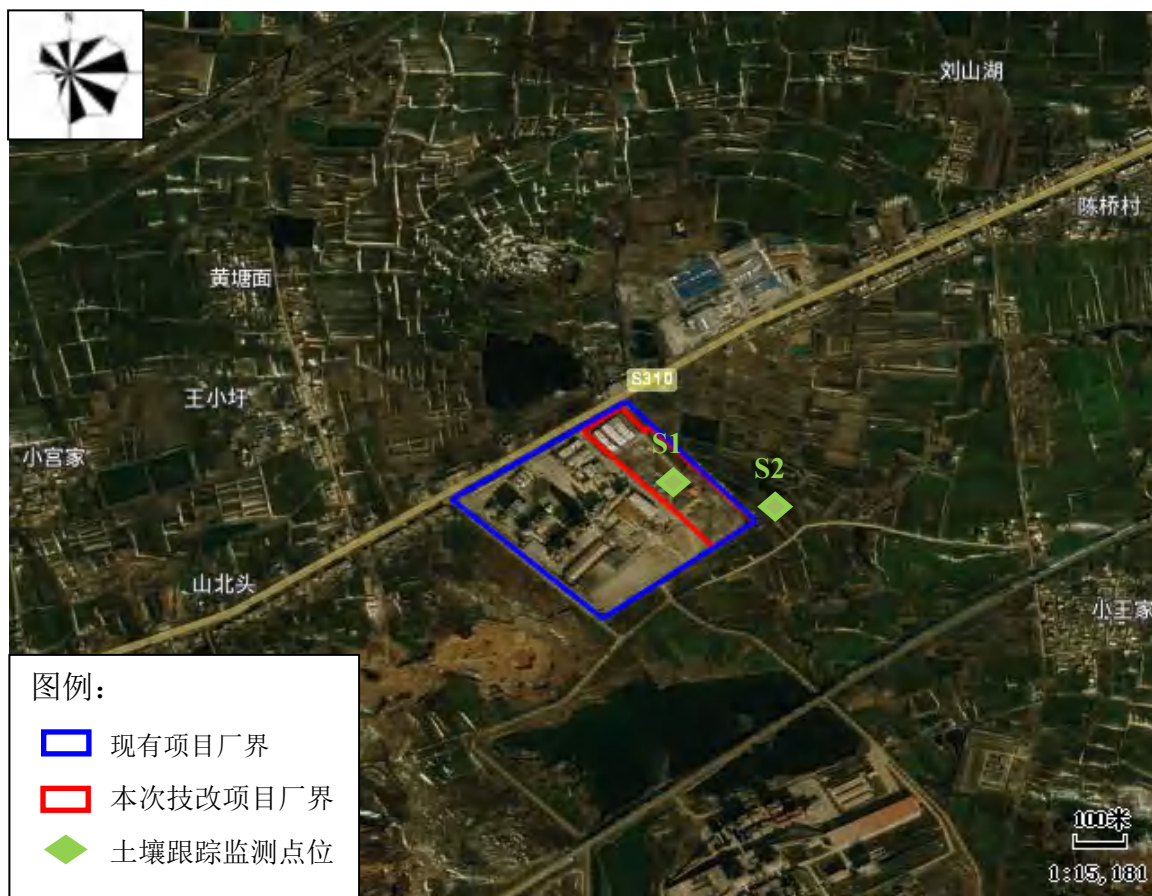 N
刘山湖
陈桥村
黄塘面
S310
王小圩
小宫家
S1
S2
山北头
小王家
图例：
现有项目厂界
本次技改项目厂界
土壤跟踪监测点位
100米
1:15,181